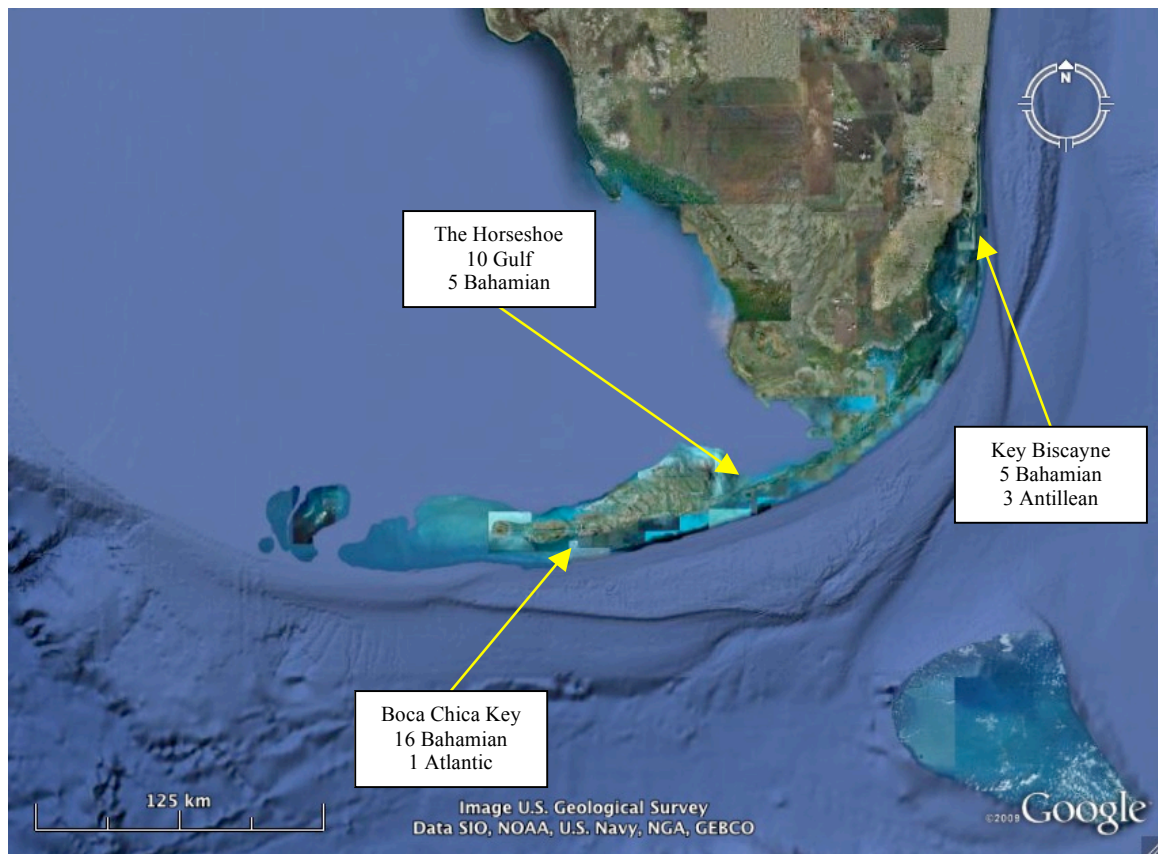 N
The Horseshoe
10 Gulf
5 Bahamian
Key Biscayne
5 Bahamian
3 Antillean
Boca Chica Key
16 Bahamian
1 Atlantic
125 km
Image U.S. Geological Survey
Data SIO, NOAA, U.S. Navy, NGA, GEBCO
©2009 Google